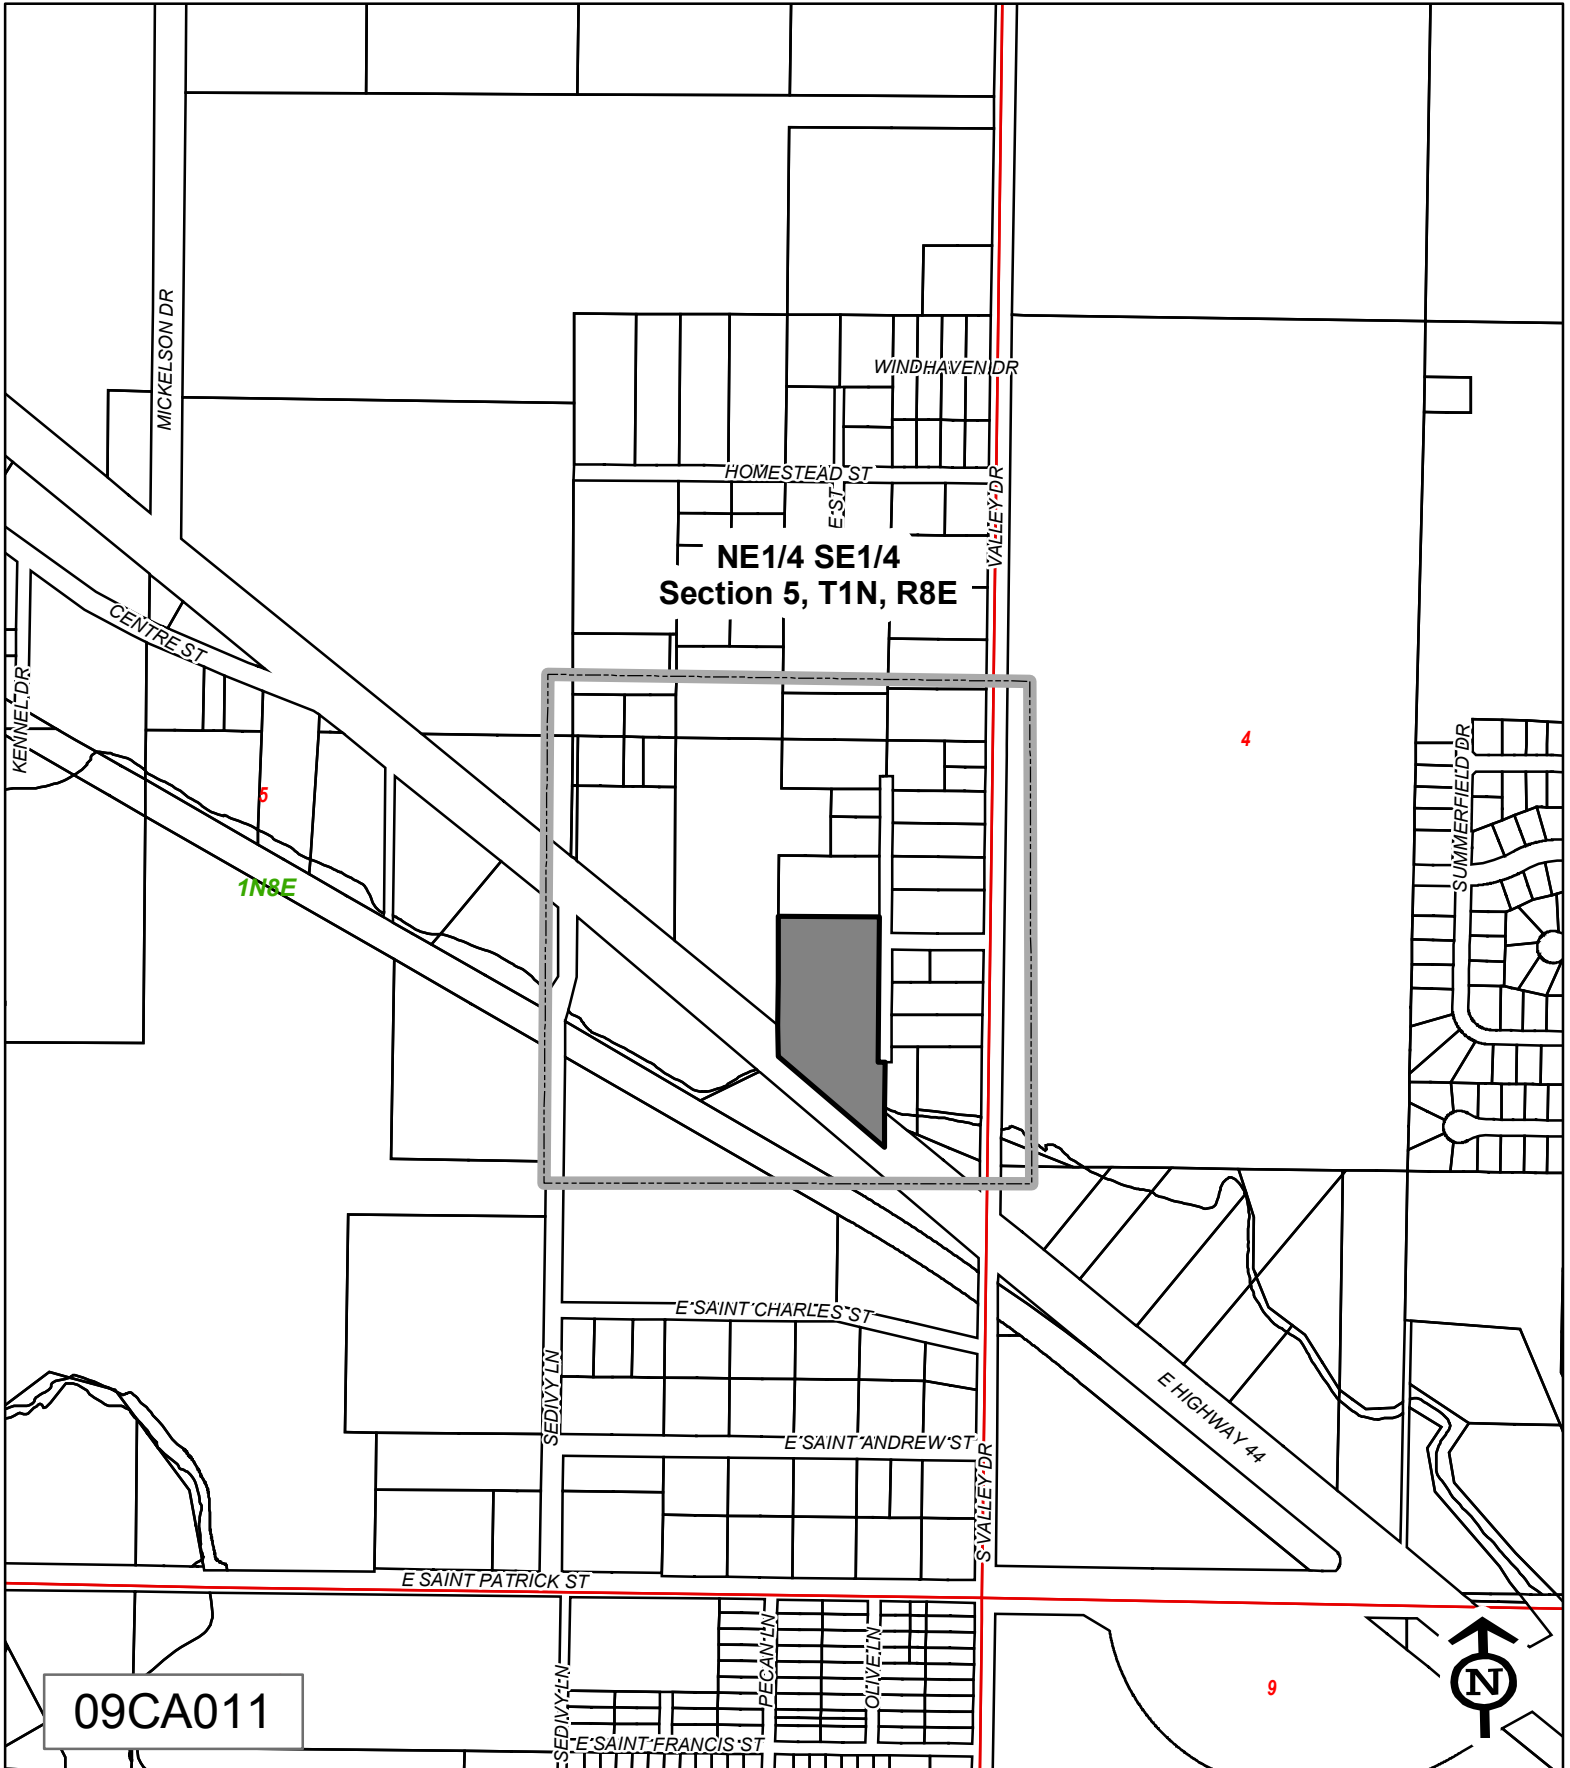 MICKELSON DR
WINDHAVEN DR
HOMESTEAD ST
E ST
VALLEY DR
NE1/4 SE1/4
Section 5, T1N, R8E
CENTRE ST
KENNEL DR
4
SUMMERFIELD DR
5
1N8E
E SAINT CHARLES ST
SEDIVY LN
E HIGHWAY 44
E SAINT ANDREW ST
S VALLEY DR
E SAINT PATRICK ST
PECAN LN
OLIVE LN
SEDIVY LN
9
N
09CA011
E SAINT FRANCIS ST